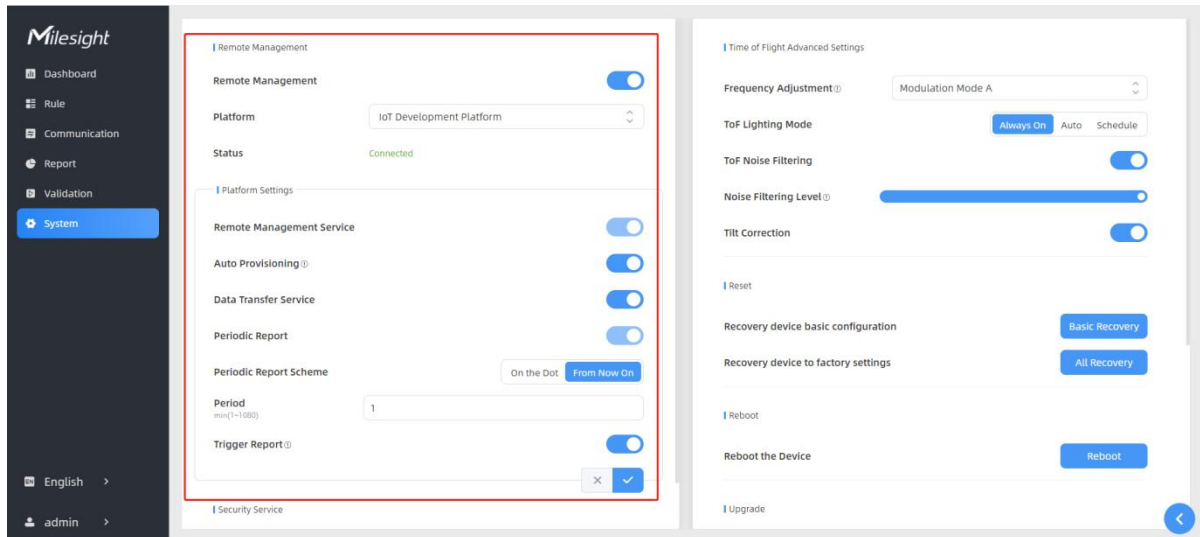 Milesight
Dashboard
Rule
Communication
Report
Validation
System
EN English >
admin >
Remote Management
Remote Management
Platform IoT Development Platform
Status Connected
Platform Settings
Remote Management Service
Auto Provisioning
Data Transfer Service
Periodic Report
Periodic Report Scheme On the Dot From Now On
Period
min(1~1080)
1
Trigger Report
Security Service
Time of Flight Advanced Settings
Frequency Adjustment Modulation Mode A
ToF Lighting Mode Always On Auto Schedule
ToF Noise Filtering
Noise Filtering Level
Tilt Correction
Reset
Recovery device basic configuration Basic Recovery
Recovery device to factory settings All Recovery
Reboot
Reboot the Device Reboot
Upgrade